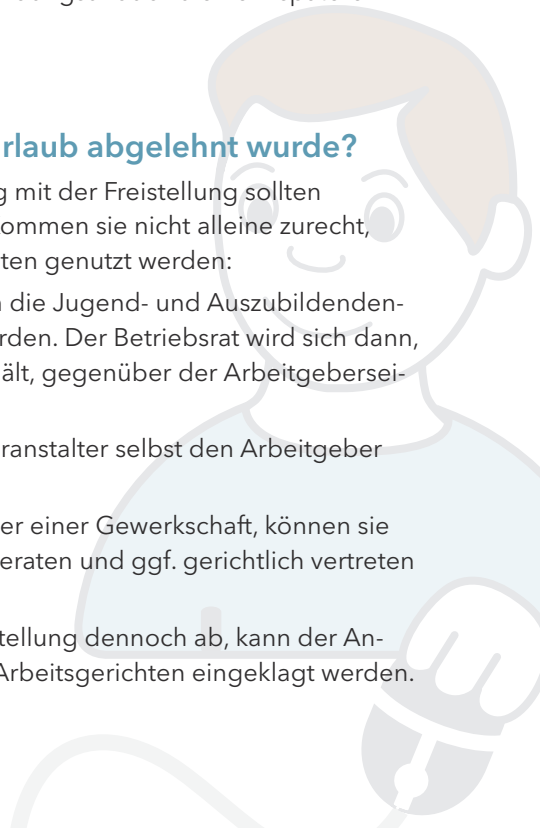 rlaub abgelehnt wurde?
g mit der Freistellung sollten
ommen sie nicht alleine zurecht,
ten genutzt werden:
die Jugend- und Auszubildenden-
rden. Der Betriebsrat wird sich dann,
ält, gegenüber der Arbeitgebersei-
ranstalter selbst den Arbeitgeber
er einer Gewerkschaft, können sie
eraten und ggf. gerichtlich vertreten
tellung dennoch ab, kann der An-
Arbeitsgerichten eingeklagt werden.